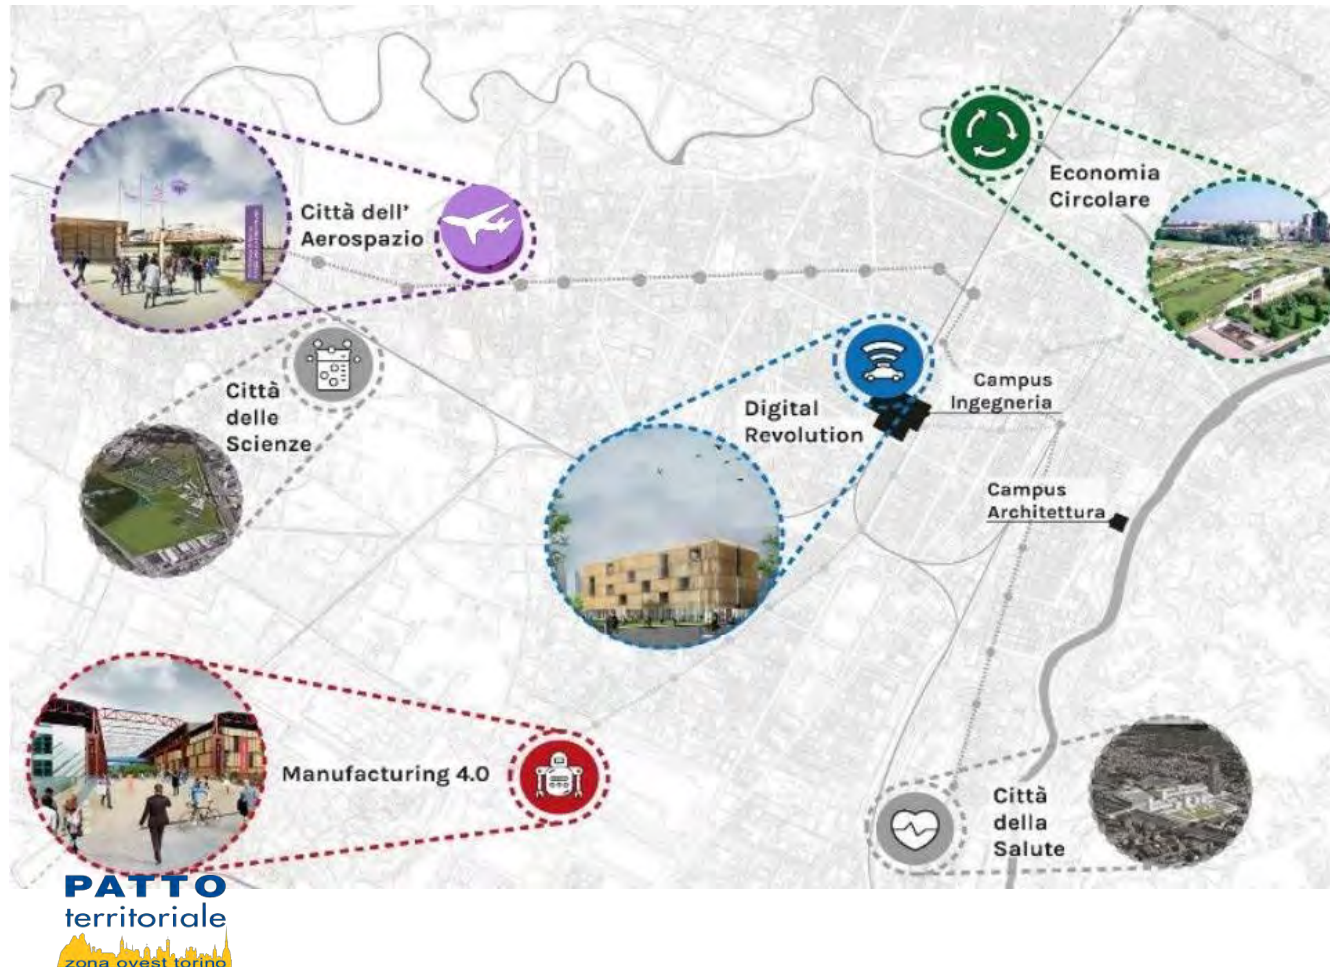 Economia
Circolare
Città dell'
Aerospazio
Città
delle
Scienze
Campus
Ingegneria
Digital
Revolution
Campus
Architettura
Manufacturing 4.0
Città
della
Salute
PATTO
territoriale
zona ovest torino